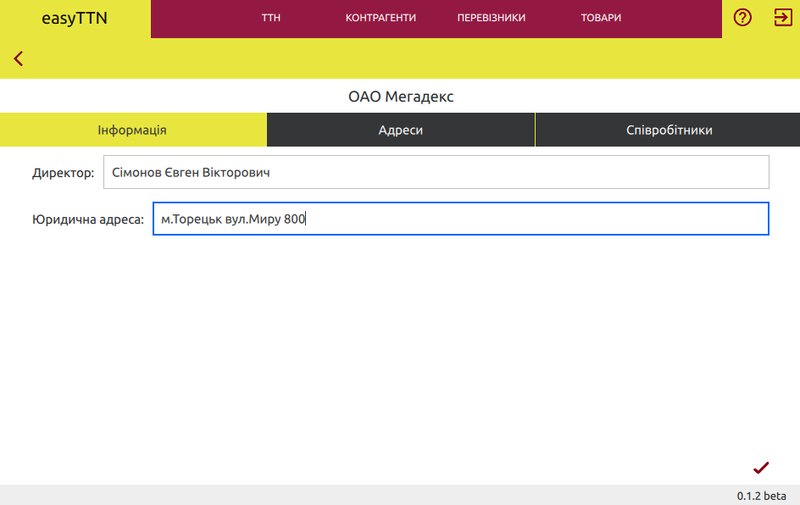 easyTTN ТТН КОНТРАГЕНТИ ПЕРЕВІЗНИКИ ТОВАРИ
ОАО Мегадекс
Інформація Адреси Співробітники
Директор: Сімонов Євген Вікторович
Юридична адреса: м.Торецьк вул.Миру 800
0.1.2 beta